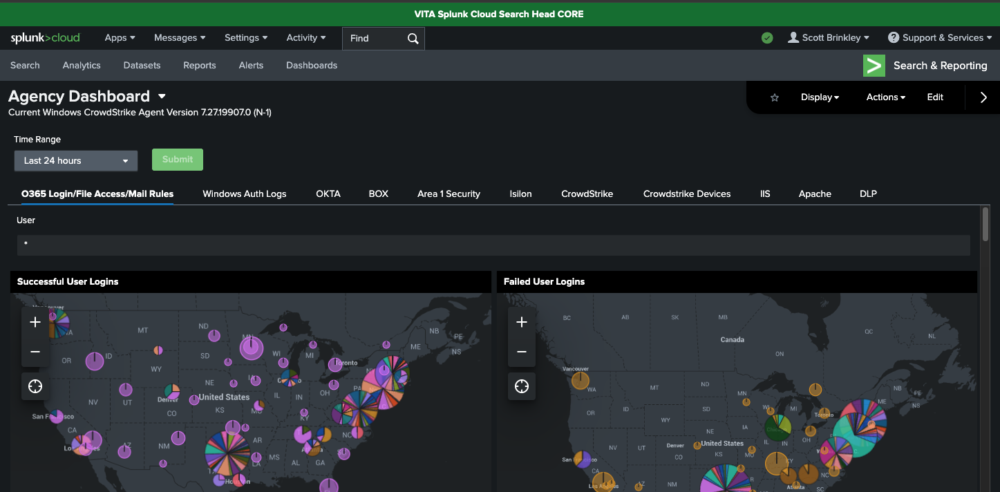 VITA Splunk Cloud Search Head CORE
splunk>cloud Apps Messages Settings Activity Find Scott Brinkley Support & Services
Search Analytics Datasets Reports Alerts Dashboards Search & Reporting
Agency Dashboard Display Actions Edit
Current Windows CrowdStrike Agent Version 7.27.19907.0 (N-1)
Time Range
Last 24 hours Submit
O365 Login/File Access/Mail Rules Windows Auth Logs OKTA BOX Area 1 Security Isilon CrowdStrike Crowdstrike Devices IIS Apache DLP
User
*
Successful User Logins
Vancouver
MT ND MN NB PE
OR ID SD WI MI ME NS
WY Toronto
NE
NV UT Denver United States IL IN OH PA
CO KS
San Francisco KY
CA
NM AR NC
MS AL GA
LA
Houston
Failed User Logins
BC AB SK MB QC NL
Canada
ON
Vancouver
WA MT ND MN NB PE
OR ID SD WI MI ME NS
WY Toronto
NE IA
NV UT Denver United States IL IN OH
CO KS MO KY
San Francisco
CA
Los Angeles AZ NM NC
Atlanta SC